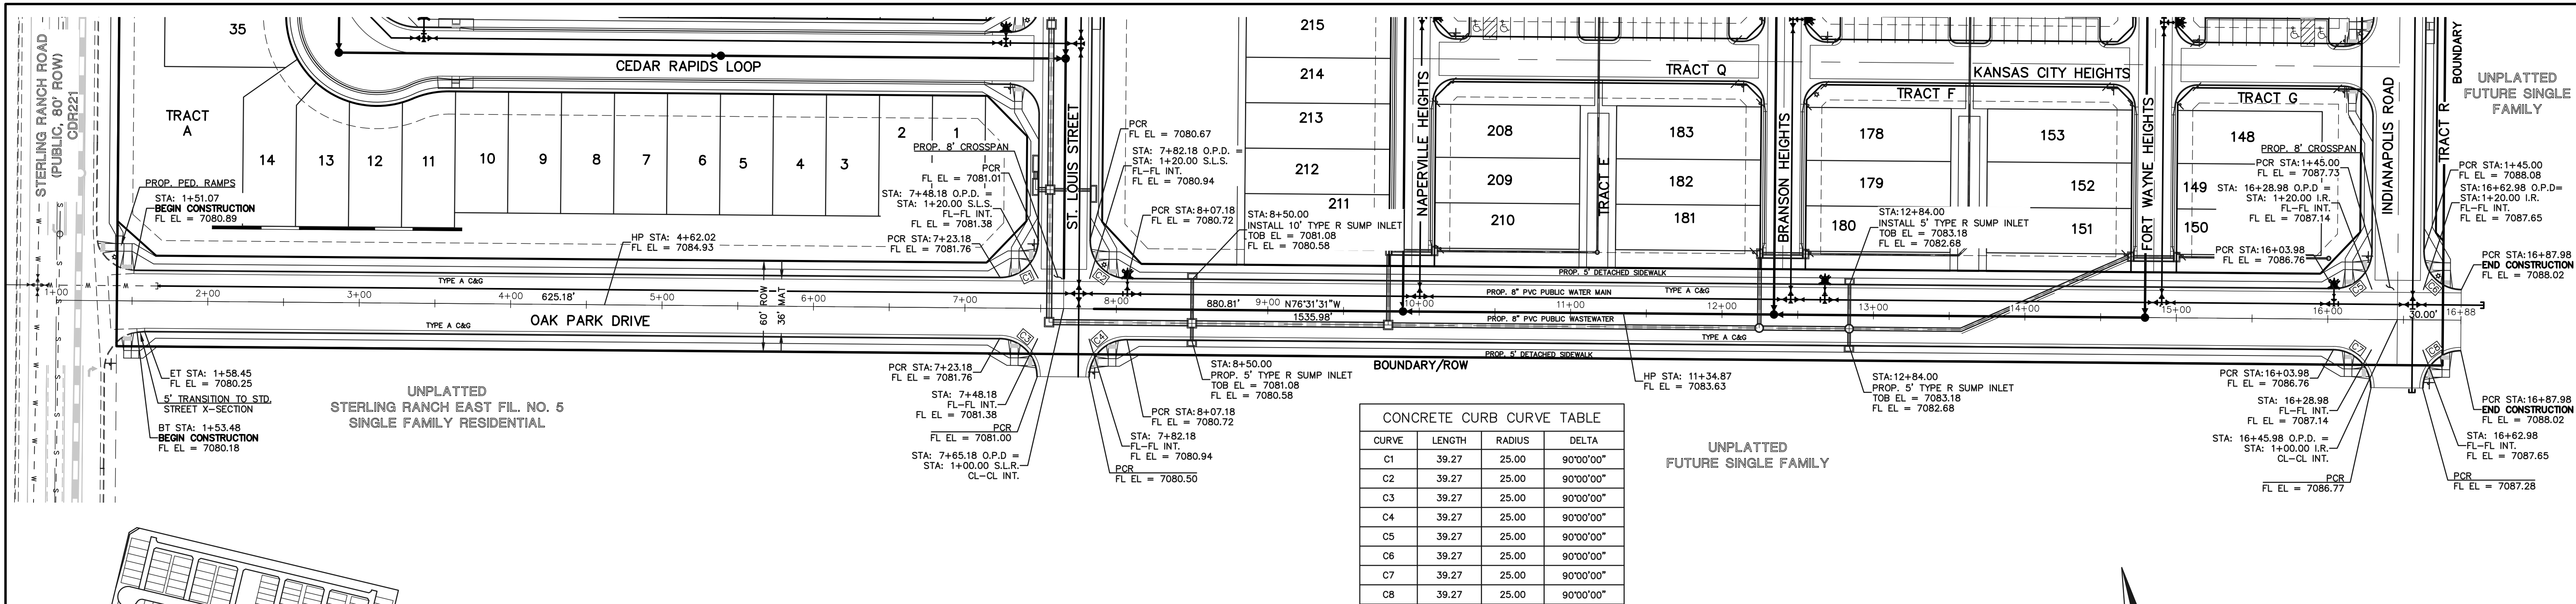 STERLING RANCH ROAD
(PUBLIC, 80' ROW)
CDR221
35
TRACT
A
CEDAR RAPIDS LOOP
14
13
12
11
10
9
8
7
6
5
4
3
2
1
PROP. PED. RAMPS
STA: 1+51.07
BEGIN CONSTRUCTION
FL EL = 7080.89
HP STA: 4+62.02
FL EL = 7084.93
PROP. 8' CROSSPAN
PCR
FL EL = 7081.01
STA: 7+48.18 O.P.D. =
STA: 1+20.00 S.L.S.
FL-FL INT.
FL EL = 7081.38
PCR STA:7+23.18
FL EL = 7081.76
ST. LOUIS STREET
PCR
FL EL = 7080.67
STA: 7+82.18 O.P.D. =
STA: 1+20.00 S.L.S.
FL-FL INT.
FL EL = 7080.94
PCR STA:8+07.18
FL EL = 7080.72
STA:8+50.00
INSTALL 10' TYPE R SUMP INLET
TOB EL = 7081.08
FL EL = 7080.58
215
214
213
212
211
NAPERVILLE HEIGHTS
TRACT Q
208
209
210
TRACT E
183
182
181
BRANSON HEIGHTS
KANSAS CITY HEIGHTS
TRACT F
178
179
180
153
152
151
STA:12+84.00
INSTALL 5' TYPE R SUMP INLET
TOB EL = 7083.18
FL EL = 7082.68
FORT WAYNE HEIGHTS
TRACT G
148
149
150
PROP. 8' CROSSPAN
PCR STA:1+45.00
FL EL = 7087.73
STA: 16+28.98 O.P.D =
STA: 1+20.00 I.R.
FL-FL INT.
FL EL = 7087.14
PCR STA:16+03.98
FL EL = 7086.76
INDIANAPOLIS ROAD
TRACT R
BOUNDARY
UNPLATTED
FUTURE SINGLE
FAMILY
PCR STA:1+45.00
FL EL = 7088.08
STA:16+62.98 O.P.D=
STA:1+20.00 I.R.
FL-FL INT.
FL EL = 7087.65
PCR STA:16+87.98
END CONSTRUCTION
FL EL = 7088.02
TYPE A C&G
PROP. 5' DETACHED SIDEWALK
PROP. 8" PVC PUBLIC WATER MAIN
TYPE A C&G
1+00
2+00
3+00
4+00
625.18'
5+00
6+00
7+00
8+00
880.81'
9+00
N76°31'31"W
1535.98'
10+00
11+00
12+00
13+00
14+00
15+00
16+00
30.00'
16+88
60' ROW
36' MAT
C1
C2
C3
C4
C5
C6
C7
C8
TYPE A C&G
OAK PARK DRIVE
PROP. 8" PVC PUBLIC WASTEWATER
TYPE A C&G
PROP. 5' DETACHED SIDEWALK
BOUNDARY/ROW
ET STA: 1+58.45
FL EL = 7080.25
5' TRANSITION TO STD.
STREET X-SECTION
BT STA: 1+53.48
BEGIN CONSTRUCTION
FL EL = 7080.18
UNPLATTED
STERLING RANCH EAST FIL. NO. 5
SINGLE FAMILY RESIDENTIAL
PCR STA:7+23.18
FL EL = 7081.76
STA: 7+48.18
FL-FL INT.
FL EL = 7081.38
PCR
FL EL = 7081.00
STA: 7+65.18 O.P.D =
STA: 1+00.00 S.L.R.
CL-CL INT.
STA:8+50.00
PROP. 5' TYPE R SUMP INLET
TOB EL = 7081.08
FL EL = 7080.58
PCR STA:8+07.18
FL EL = 7080.72
STA: 7+82.18
FL-FL INT.
FL EL = 7080.94
PCR
FL EL = 7080.50
HP STA: 11+34.87
FL EL = 7083.63
STA:12+84.00
PROP. 5' TYPE R SUMP INLET
TOB EL = 7083.18
FL EL = 7082.68
UNPLATTED
FUTURE SINGLE FAMILY
PCR STA:16+03.98
FL EL = 7086.76
STA: 16+28.98
FL-FL INT.
FL EL = 7087.14
STA: 16+45.98 O.P.D. =
STA: 1+00.00 I.R.
CL-CL INT.
PCR
FL EL = 7086.77
PCR STA:16+87.98
END CONSTRUCTION
FL EL = 7088.02
STA: 16+62.98
FL-FL INT.
FL EL = 7087.65
PCR
FL EL = 7087.28
CONCRETE CURB CURVE TABLE
CURVE LENGTH RADIUS DELTA
C1 39.27 25.00 90°00'00"
C2 39.27 25.00 90°00'00"
C3 39.27 25.00 90°00'00"
C4 39.27 25.00 90°00'00"
C5 39.27 25.00 90°00'00"
C6 39.27 25.00 90°00'00"
C7 39.27 25.00 90°00'00"
C8 39.27 25.00 90°00'00"